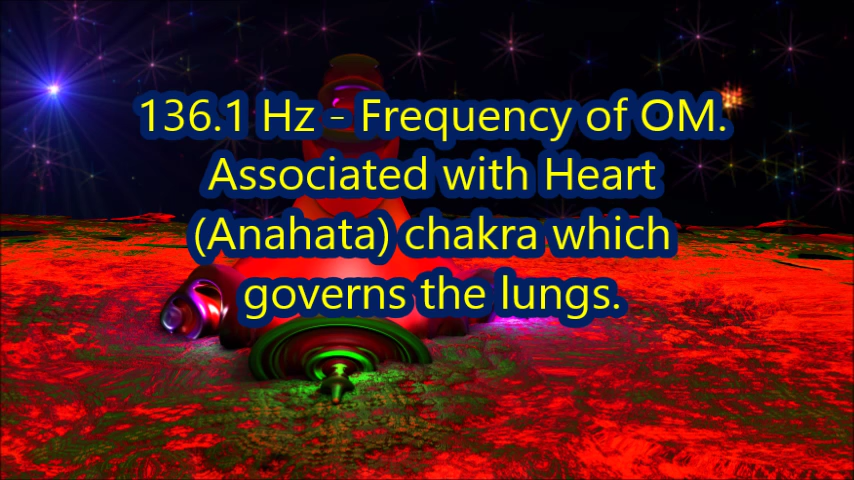 136.1 Hz - Frequency of OM.
Associated with Heart
(Anahata) chakra which
governs the lungs.